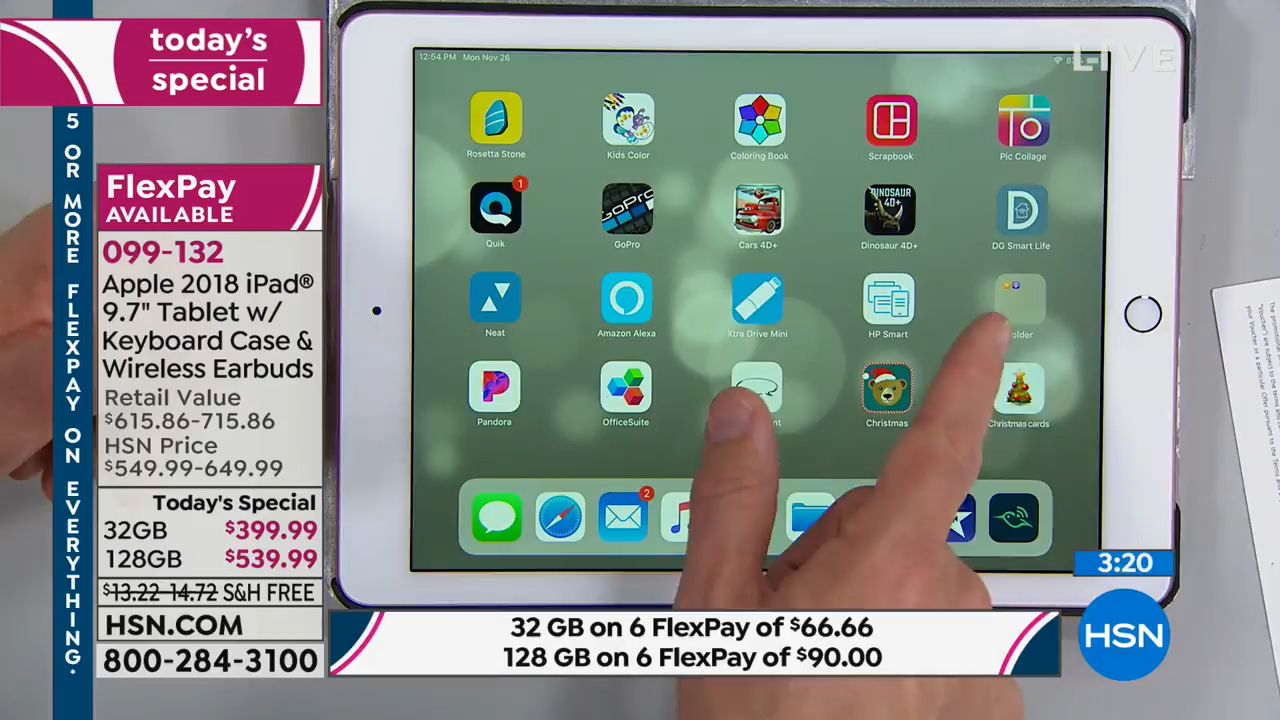 today's
special
5 OR MORE FLEXPAY ON EVERYTHING.
FlexPay
AVAILABLE
099-132
Apple 2018 iPad®
9.7" Tablet w/
Keyboard Case &
Wireless Earbuds
Retail Value
$615.86-715.86
HSN Price
$549.99-649.99
Today's Special
32GB $399.99
128GB $539.99
$13.22-14.72 S&H FREE
HSN.COM
800-284-3100
12:54 PM Mon Nov 26
LIVE
Rosetta Stone Kids Color Coloring Book Scrapbook Pic Collage
1
GoPro
DINOSAUR
4D+
Quik GoPro Cars 4D+ Dinosaur 4D+ DG Smart Life
Neat Amazon Alexa Xtra Drive Mini HP Smart
Pandora OfficeSuite Christmas Christmas cards
2
3:20
HSN
32 GB on 6 FlexPay of $66.66
128 GB on 6 FlexPay of $90.00